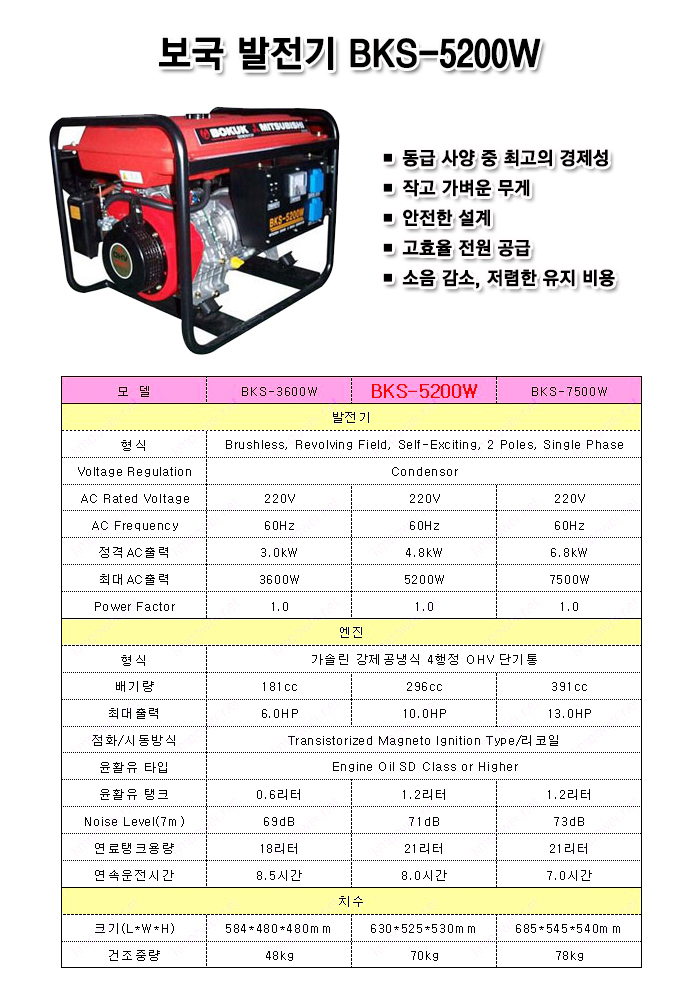 보국 발전기 BKS-5200W
BOKUK MITSUBISHI
BKS-5200W
OHV
■ 동급 사양 중 최고의 경제성
■ 작고 가벼운 무게
■ 안전한 설계
■ 고효율 전원 공급
■ 소음 감소, 저렴한 유지 비용
모 델 BKS-3600W BKS-5200W BKS-7500W
발전기
형식 Brushless, Revolving Field, Self-Exciting, 2 Poles, Single Phase
Voltage Regulation Condensor
AC Rated Voltage 220V 220V 220V
AC Frequency 60Hz 60Hz 60Hz
정격AC출력 3.0kW 4.8kW 6.8kW
최대AC출력 3600W 5200W 7500W
Power Factor 1.0 1.0 1.0
엔진
형식 가솔린 강제공냉식 4행정 OHV 단기통
배기량 181cc 296cc 391cc
최대출력 6.0HP 10.0HP 13.0HP
점화/시동방식 Transistorized Magneto Ignition Type/리코일
윤활유 타입 Engine Oil SD Class or Higher
윤활유 탱크 0.6리터 1.2리터 1.2리터
Noise Level(7m) 69dB 71dB 73dB
연료탱크용량 18리터 21리터 21리터
연속운전시간 8.5시간 8.0시간 7.0시간
치수
크기(L*W*H) 584*480*480mm 630*525*530mm 685*545*540mm
건조중량 48kg 70kg 78kg